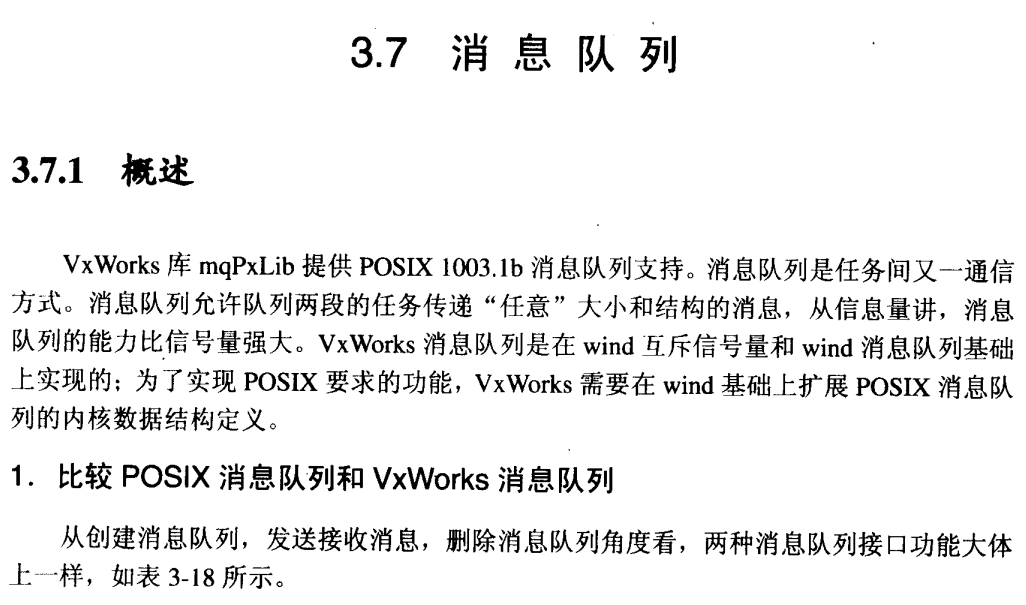 3.7 消息队列
3.7.1 概述
VxWorks 库 mqPxLib 提供 POSIX 1003.1b 消息队列支持。消息队列是任务间又一通信
方式。消息队列允许队列两段的任务传递“任意”大小和结构的消息，从信息量讲，消息
队列的能力比信号量强大。VxWorks 消息队列是在 wind 互斥信号量和 wind 消息队列基础
上实现的；为了实现 POSIX 要求的功能，VxWorks 需要在 wind 基础上扩展 POSIX 消息队
列的内核数据结构定义。
1. 比较 POSIX 消息队列和 VxWorks 消息队列
从创建消息队列，发送接收消息，删除消息队列角度看，两种消息队列接口功能大体
上一样，如表 3-18 所示。